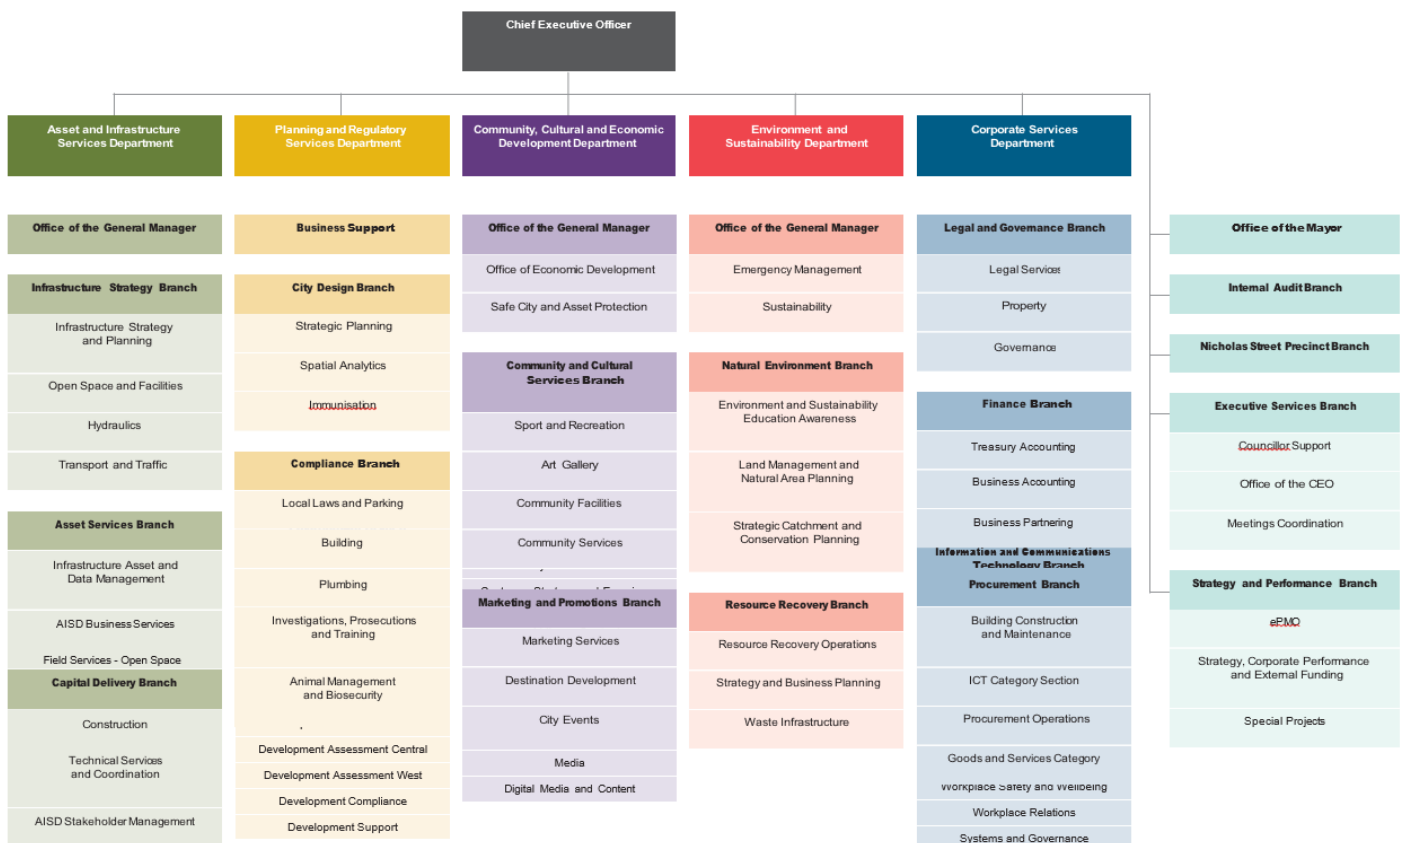 Chief Executive Officer
Asset and Infrastructure
Services Department
Office of the General Manager
Infrastructure Strategy Branch
Infrastructure Strategy
and Planning
Open Space and Facilities
Hydraulics
Transport and Traffic
Asset Services Branch
Infrastructure Asset and
Data Management
AISD Business Services
Field Services - Open Space
Capital Delivery Branch
Construction
Technical Services
and Coordination
AISD Stakeholder Management
Planning and Regulatory
Services Department
Business Support
City Design Branch
Strategic Planning
Spatial Analytics
Immunisation
Compliance Branch
Local Laws and Parking
Building
Plumbing
Investigations, Prosecutions
and Training
Animal Management
and Biosecurity
Development Assessment Central
Development Assessment West
Development Compliance
Development Support
Community, Cultural and Economic
Development Department
Office of the General Manager
Office of Economic Development
Safe City and Asset Protection
Community and Cultural
Services Branch
Sport and Recreation
Art Gallery
Community Facilities
Community Services
Marketing and Promotions Branch
Marketing Services
Destination Development
City Events
Media
Digital Media and Content
Environment and
Sustainability Department
Office of the General Manager
Emergency Management
Sustainability
Natural Environment Branch
Environment and Sustainability
Education Awareness
Land Management and
Natural Area Planning
Strategic Catchment and
Conservation Planning
Resource Recovery Branch
Resource Recovery Operations
Strategy and Business Planning
Waste Infrastructure
Corporate Services
Department
Legal and Governance Branch
Legal Services
Property
Governance
Finance Branch
Treasury Accounting
Business Accounting
Business Partnering
Information and Communications
Technology Branch
Procurement Branch
Building Construction
and Maintenance
ICT Category Section
Procurement Operations
Goods and Services Category
Workplace Safety and Wellbeing
Workplace Relations
Systems and Governance
Office of the Mayor
Internal Audit Branch
Nicholas Street Precinct Branch
Executive Services Branch
Councillor Support
Office of the CEO
Meetings Coordination
Strategy and Performance Branch
ePMO
Strategy, Corporate Performance
and External Funding
Special Projects